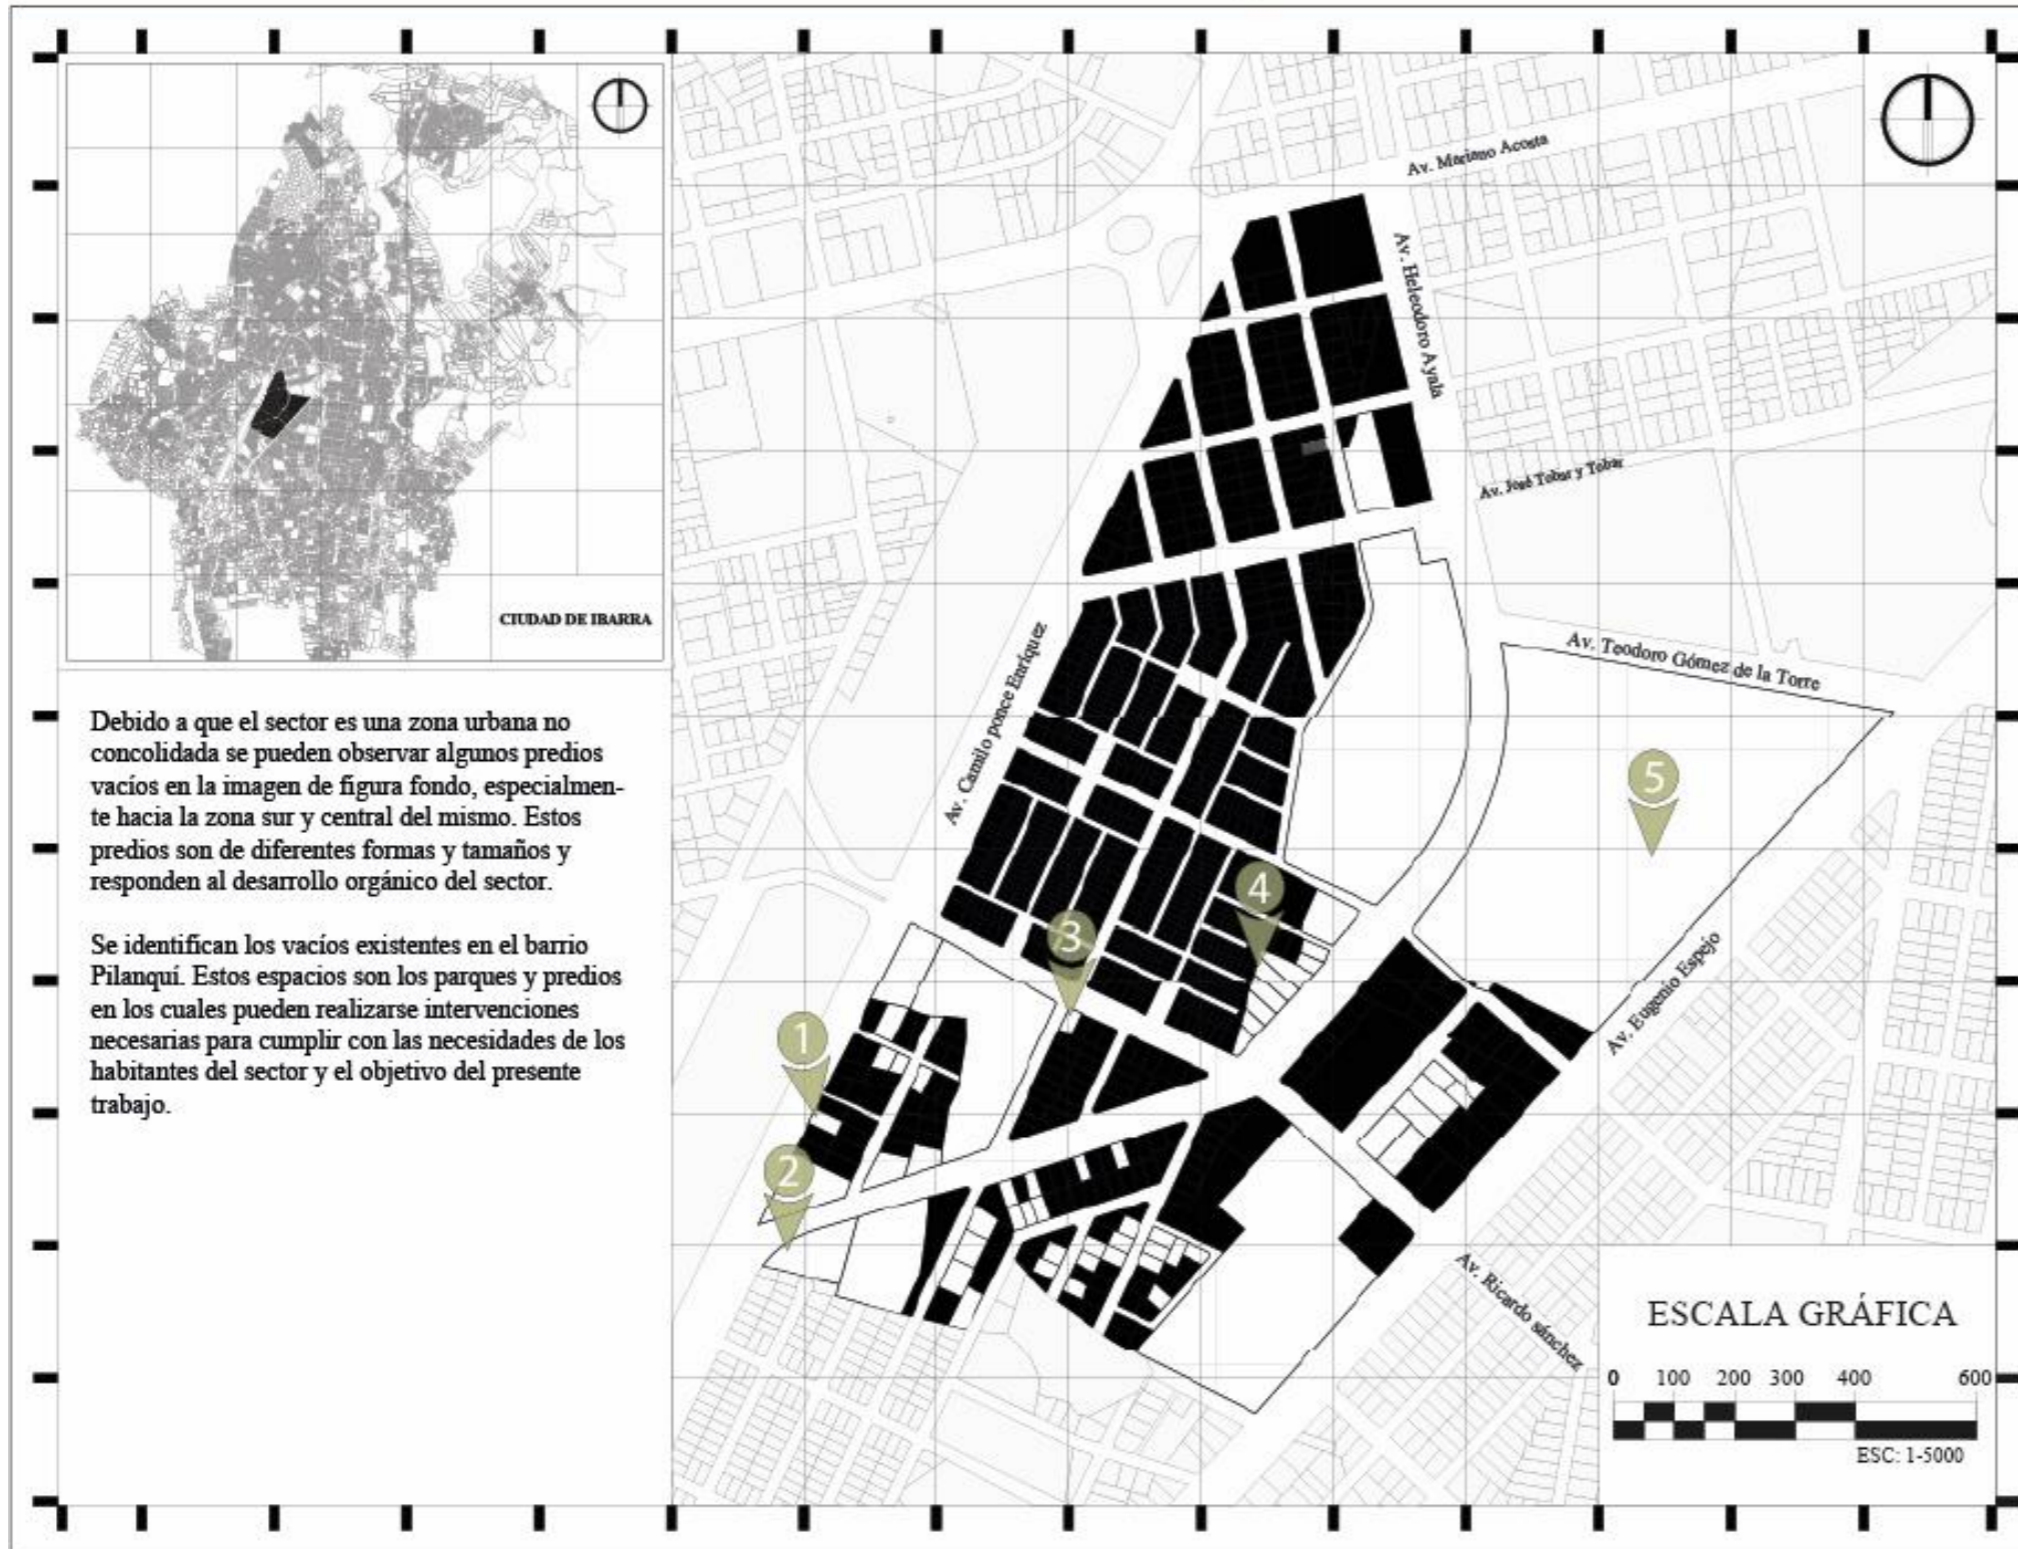 CIUDAD DE IBARRA
Debido a que el sector es una zona urbana no
concolidada se pueden observar algunos predios
vacíos en la imagen de figura fondo, especialmen-
te hacia la zona sur y central del mismo. Estos
predios son de diferentes formas y tamaños y
responden al desarrollo orgánico del sector.
Se identifican los vacíos existentes en el barrio
Pilanquí. Estos espacios son los parques y predios
en los cuales pueden realizarse intervenciones
necesarias para cumplir con las necesidades de los
habitantes del sector y el objetivo del presente
trabajo.
Av. Mariano Acosta
Av. Heleodoro Ayala
Av. José Tobar y Tobar
Av. Teodoro Gómez de la Torre
Av. Camilo ponce Enríquez
5
4
3
1
2
Av. Eugenio Espejo
Av. Ricardo sánchez
ESCALA GRÁFICA
0 100 200 300 400 600
ESC: 1-5000